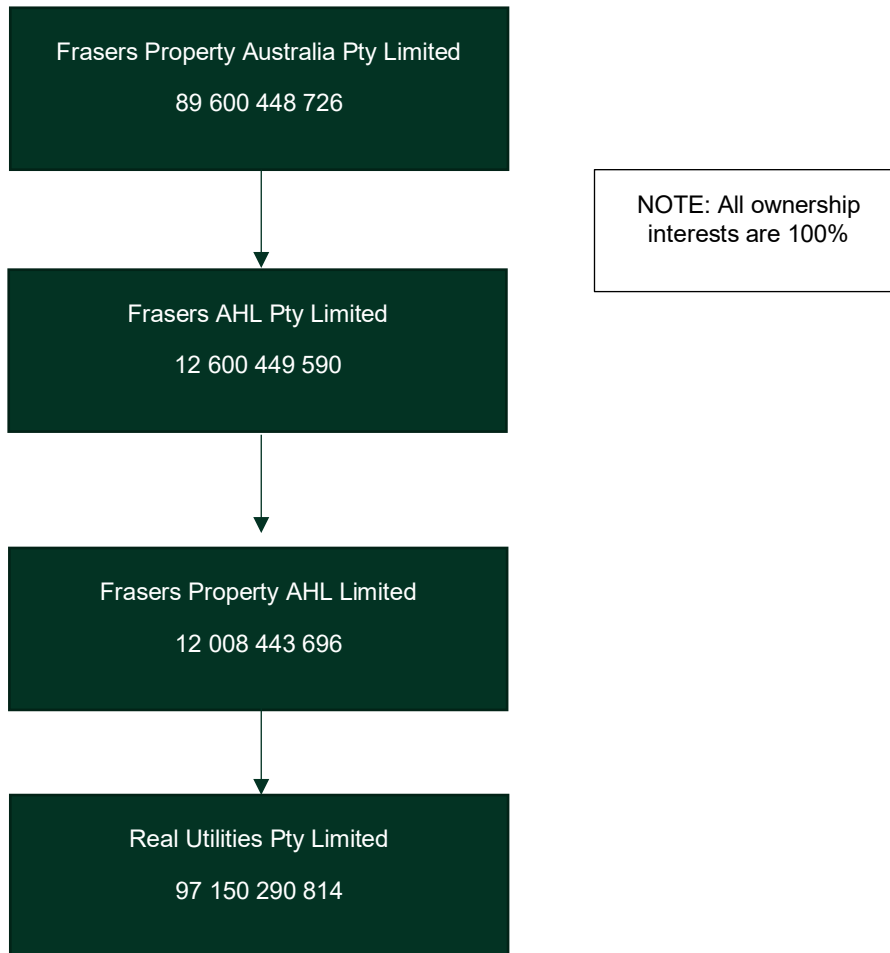 Frasers Property Australia Pty Limited
89 600 448 726
NOTE: All ownership
interests are 100%
Frasers AHL Pty Limited
12 600 449 590
Frasers Property AHL Limited
12 008 443 696
Real Utilities Pty Limited
97 150 290 814